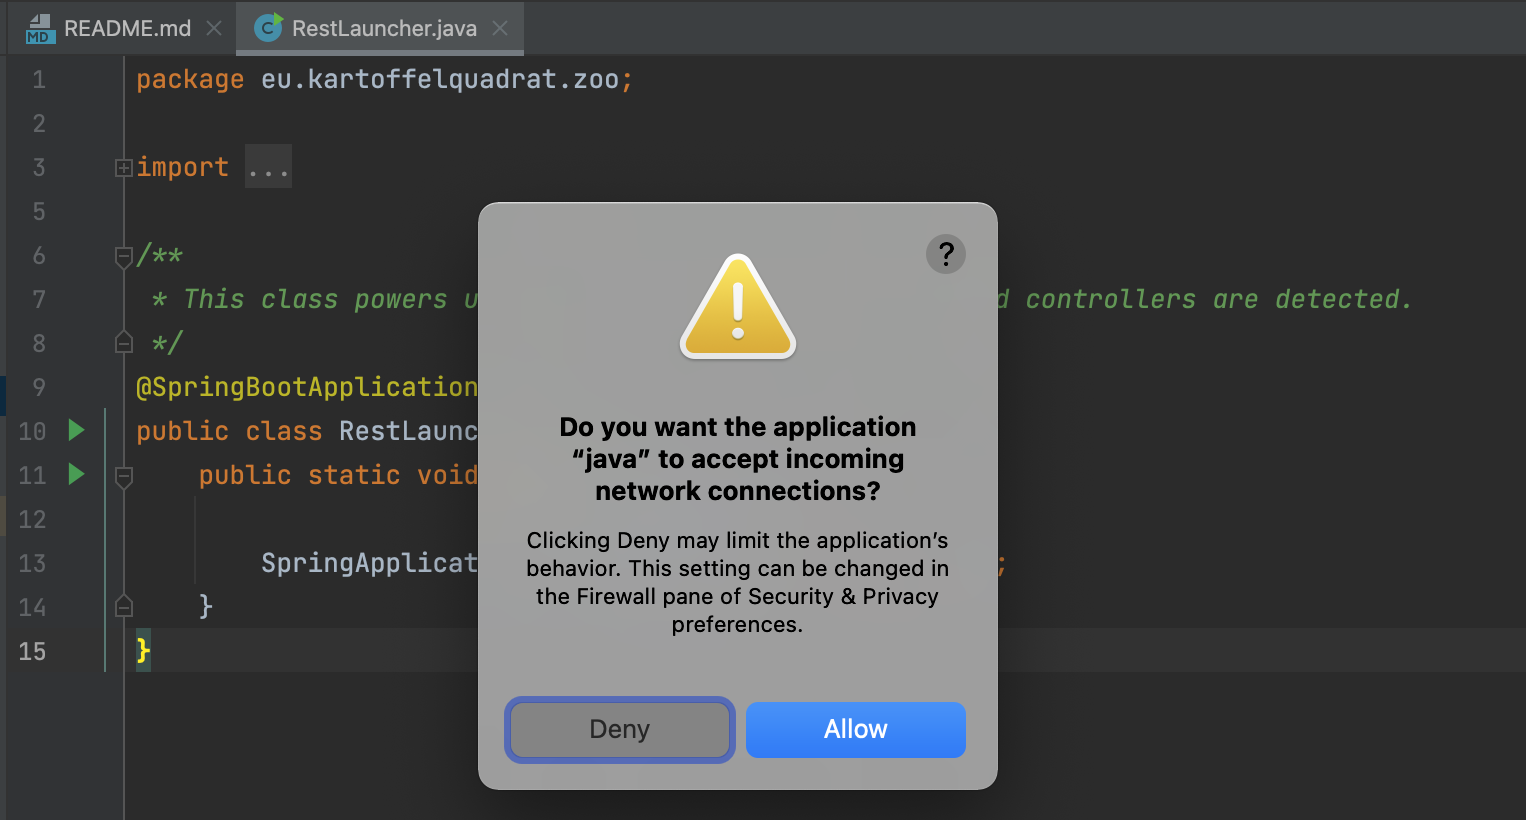 MD README.md
C RestLauncher.java
1 package eu.kartoffelquadrat.zoo;
2
3 import ...
5
6 /**
7 * This class powers u d controllers are detected.
8 */
9 @SpringBootApplication
10 public class RestLaunc
11 public static void
12
13 SpringApplicat ;
14 }
15 }
?
Do you want the application
“java” to accept incoming
network connections?
Clicking Deny may limit the application’s
behavior. This setting can be changed in
the Firewall pane of Security & Privacy
preferences.
Deny Allow